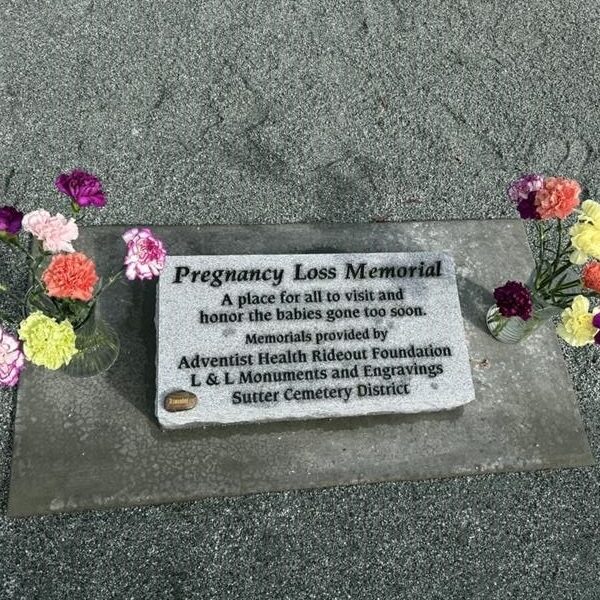 Pregnancy Loss Memorial
A place for all to visit and
honor the babies gone too soon.
Memorials provided by
Adventist Health Rideout Foundation
L & L Monuments and Engravings
Sutter Cemetery District